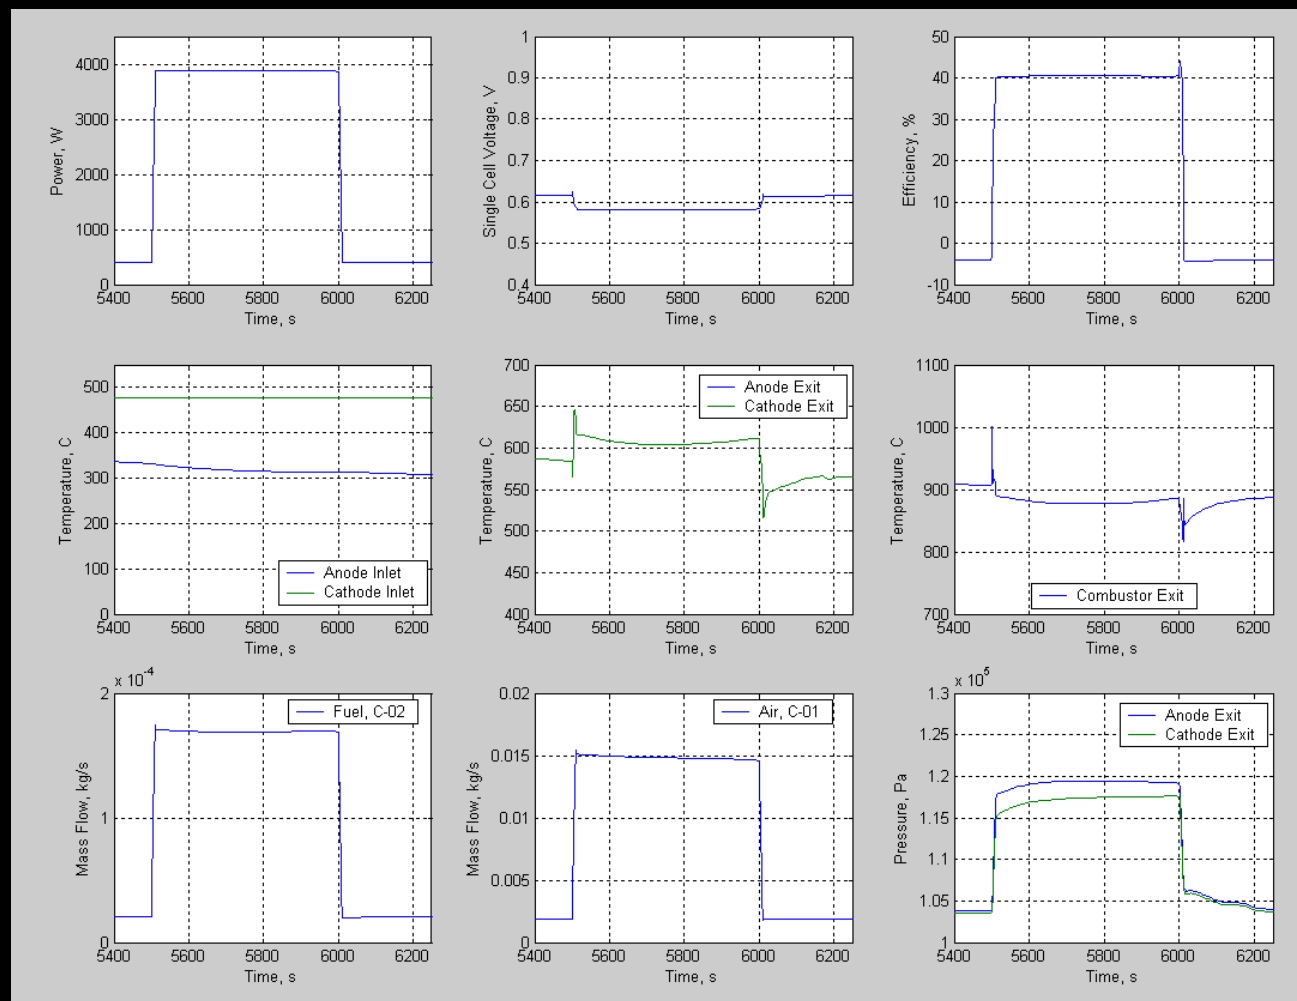 Power, W
4000
3000
2000
1000
0
5400 5600 5800 6000 6200
Time, s
Single Cell Voltage, V
1
0.9
0.8
0.7
0.6
0.5
0.4
5400 5600 5800 6000 6200
Time, s
Efficiency, %
50
40
30
20
10
0
-10
5400 5600 5800 6000 6200
Time, s
Temperature, C
500
400
300
200
100
0
Anode Inlet
Cathode Inlet
5400 5600 5800 6000 6200
Time, s
Temperature, C
700
650
600
550
500
450
400
Anode Exit
Cathode Exit
5400 5600 5800 6000 6200
Time, s
Temperature, C
1100
1000
900
800
700
Combustor Exit
5400 5600 5800 6000 6200
Time, s
x 10^-4
Mass Flow, kg/s
2
1
0
Fuel, C-02
5400 5600 5800 6000 6200
Time, s
Mass Flow, kg/s
0.02
0.015
0.01
0.005
0
Air, C-01
5400 5600 5800 6000 6200
Time, s
x 10^5
Pressure, Pa
1.3
1.25
1.2
1.15
1.1
1.05
1
Anode Exit
Cathode Exit
5400 5600 5800 6000 6200
Time, s